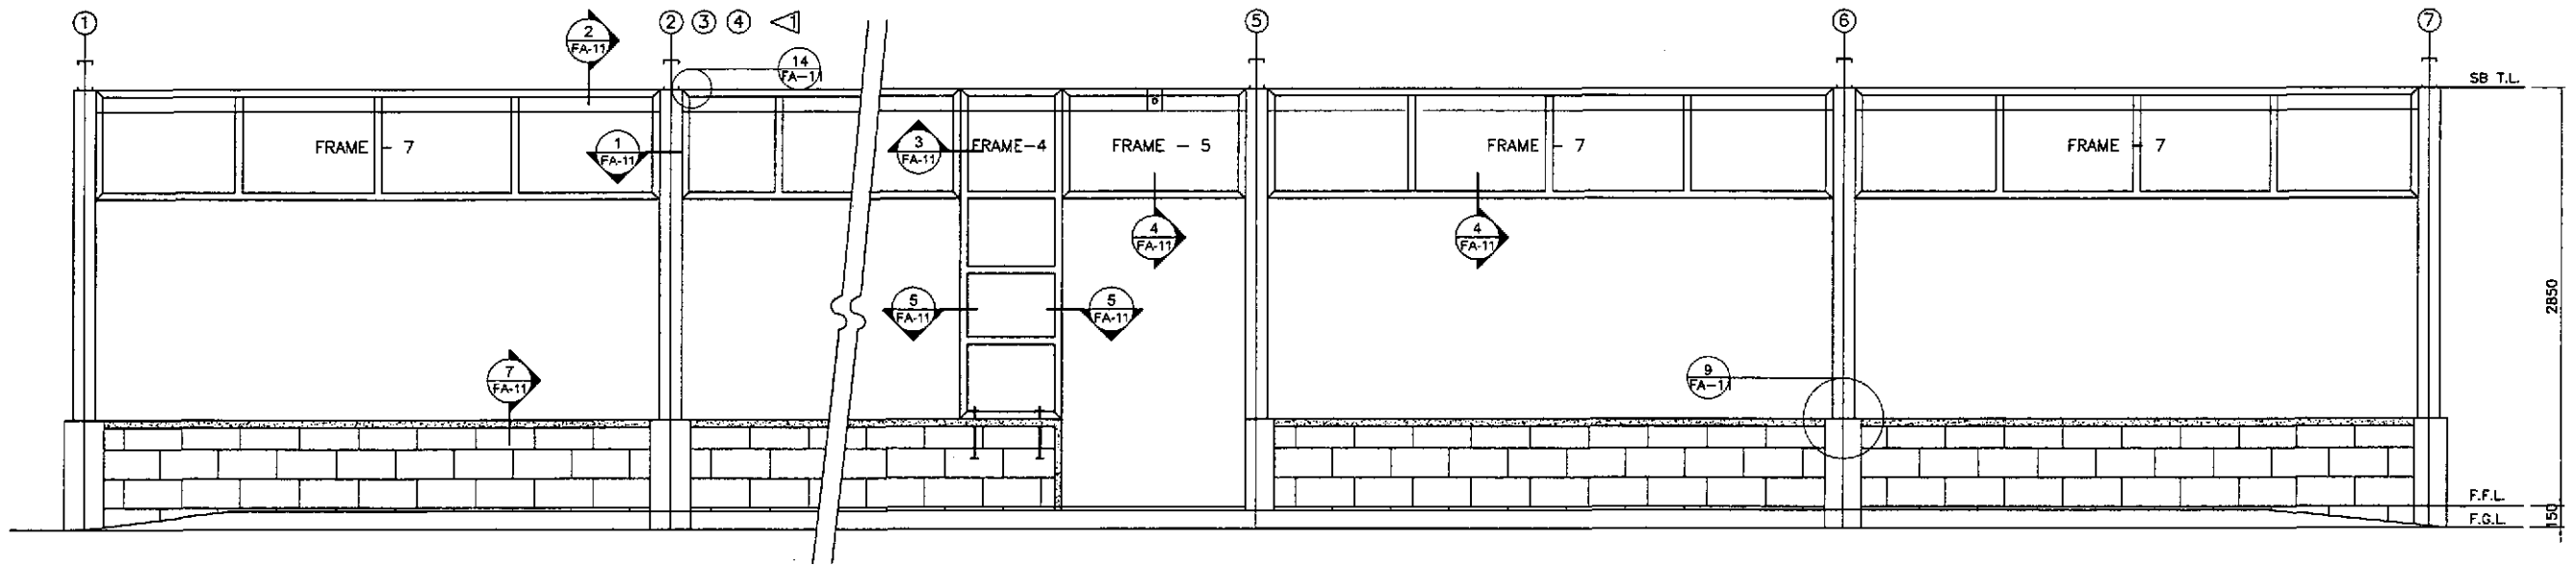 1
2
3
4
1
5
6
7
2
FA-11
14
FA-11
SB T.L.
FRAME - 7
1
FA-11
3
FA-11
FRAME-4
FRAME - 5
FRAME - 7
FRAME - 7
4
FA-11
4
FA-11
5
FA-11
5
FA-11
2850
7
FA-11
9
FA-11
F.F.L.
F.G.L.
150